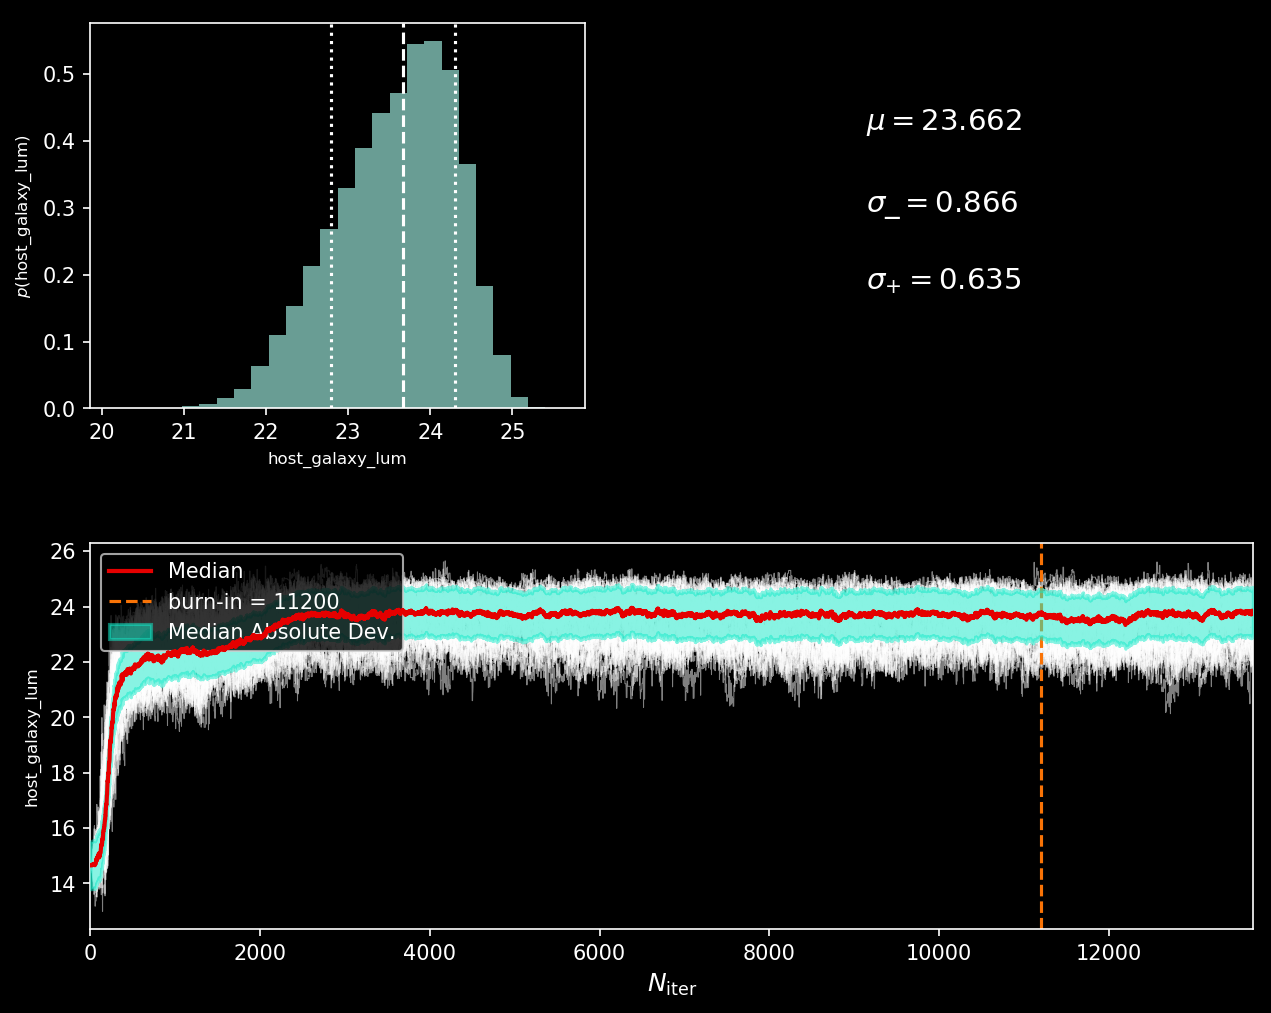 0.5
0.4
0.3
0.2
0.1
0.0
p(host_galaxy_lum)
20 21 22 23 24 25
host_galaxy_lum
μ = 23.662
σ₋ = 0.866
σ₊ = 0.635
26
24
22
20
18
16
14
host_galaxy_lum
Median
burn-in = 11200
Median Absolute Dev.
0 2000 4000 6000 8000 10000 12000
N_iter